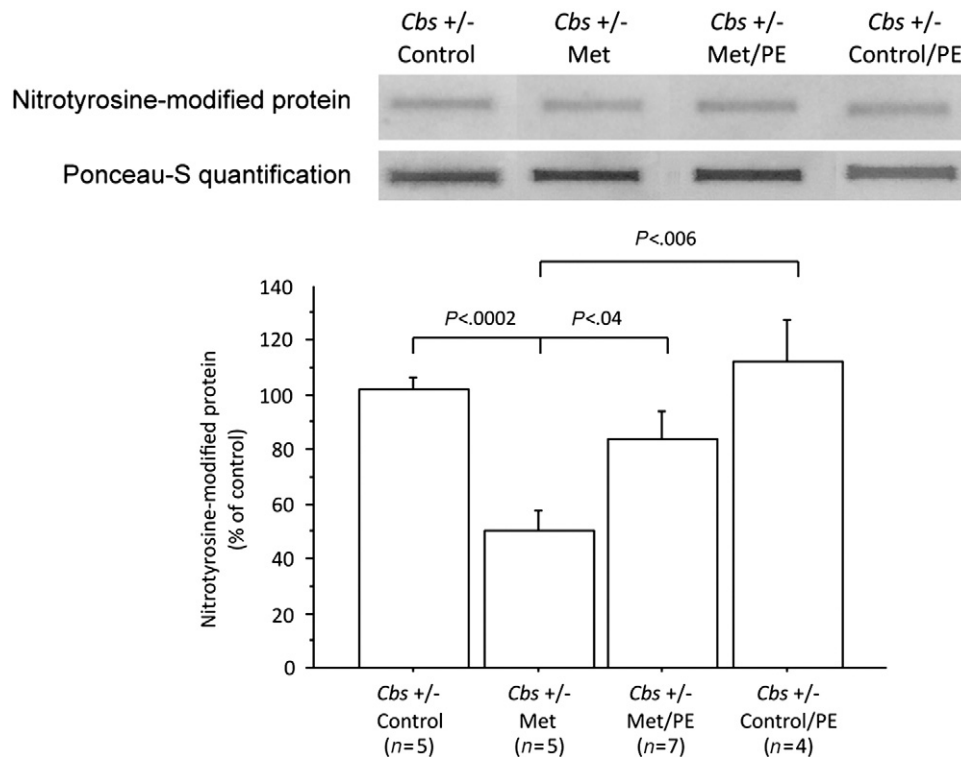 Cbs +/- Cbs +/- Cbs +/- Cbs +/-
Control Met Met/PE Control/PE
Nitrotyrosine-modified protein
Ponceau-S quantification
P<.006
P<.0002 P<.04
140
120
100
80
60
40
20
0
Nitrotyrosine-modified protein
(% of control)
Cbs +/- Cbs +/- Cbs +/- Cbs +/-
Control Met Met/PE Control/PE
(n=5) (n=5) (n=7) (n=4)